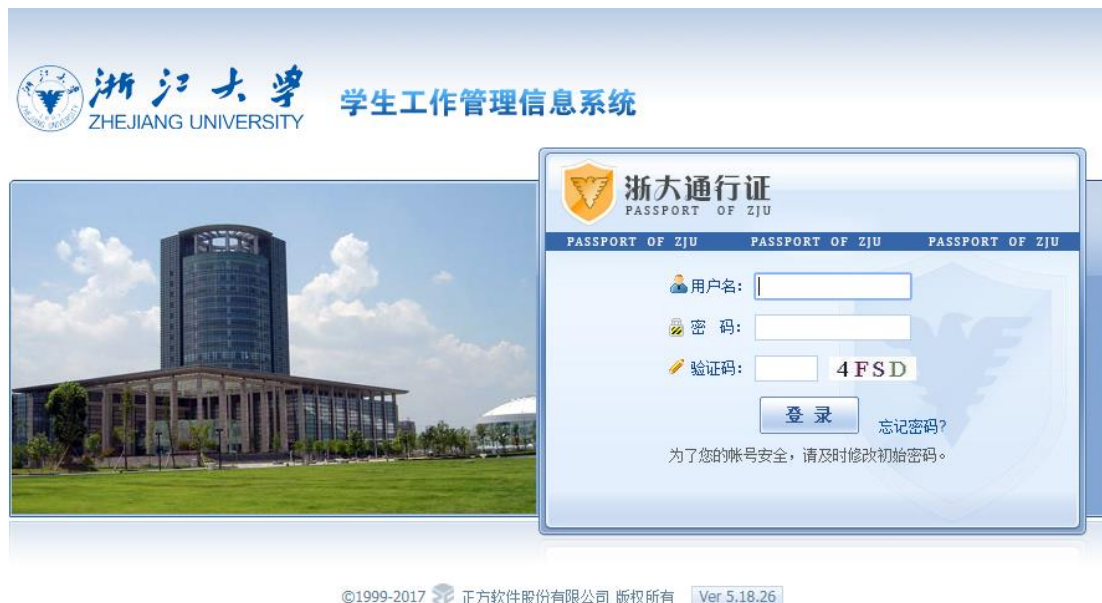 浙江大学
ZHEJIANG UNIVERSITY
学生工作管理信息系统
浙大通行证
PASSPORT OF ZJU
PASSPORT OF ZJU PASSPORT OF ZJU PASSPORT OF ZJU
用户名:
密 码:
验证码: 4FSD
登 录 忘记密码?
为了您的帐号安全，请及时修改初始密码。
©1999-2017 正方软件股份有限公司 版权所有 Ver 5.18.26